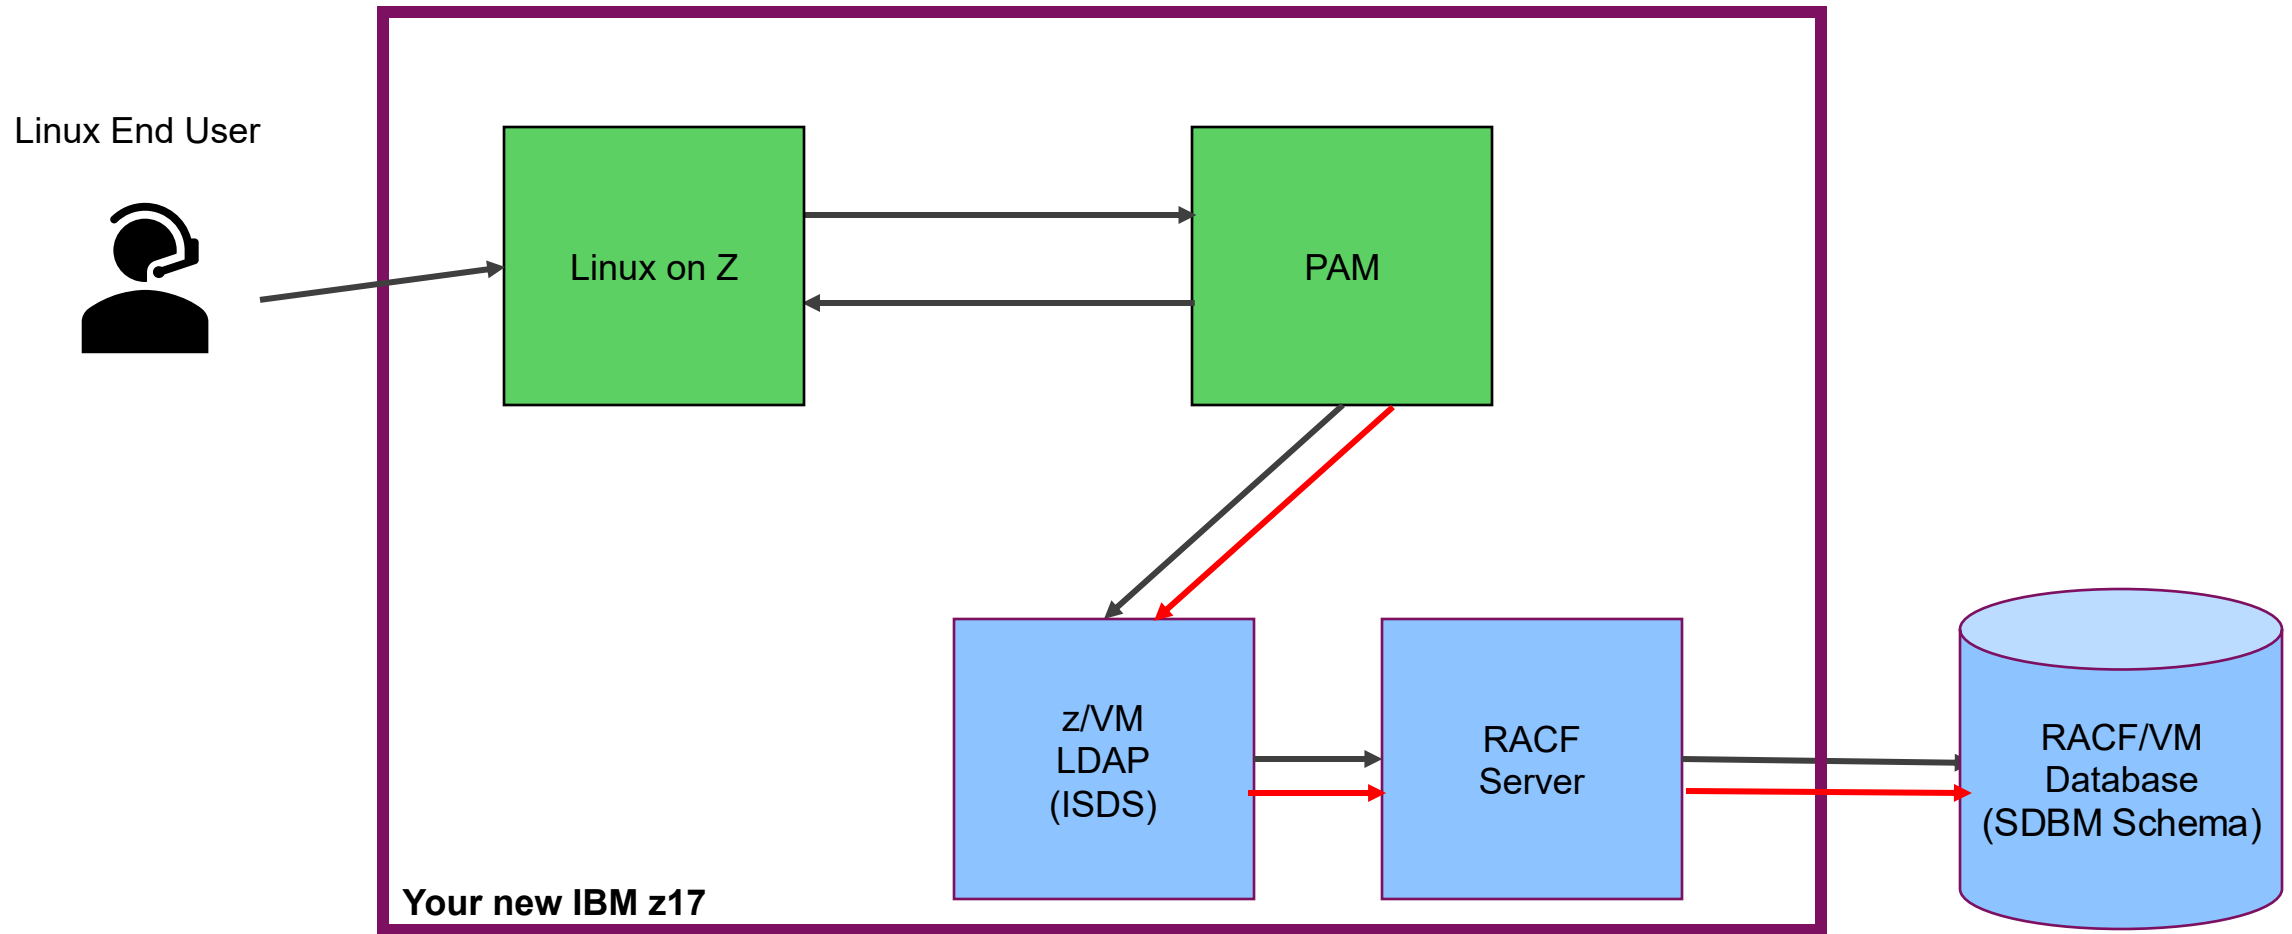 Linux End User
Linux on Z
PAM
z/VM
LDAP
(ISDS)
RACF
Server
RACF/VM
Database
(SDBM Schema)
Your new IBM z17